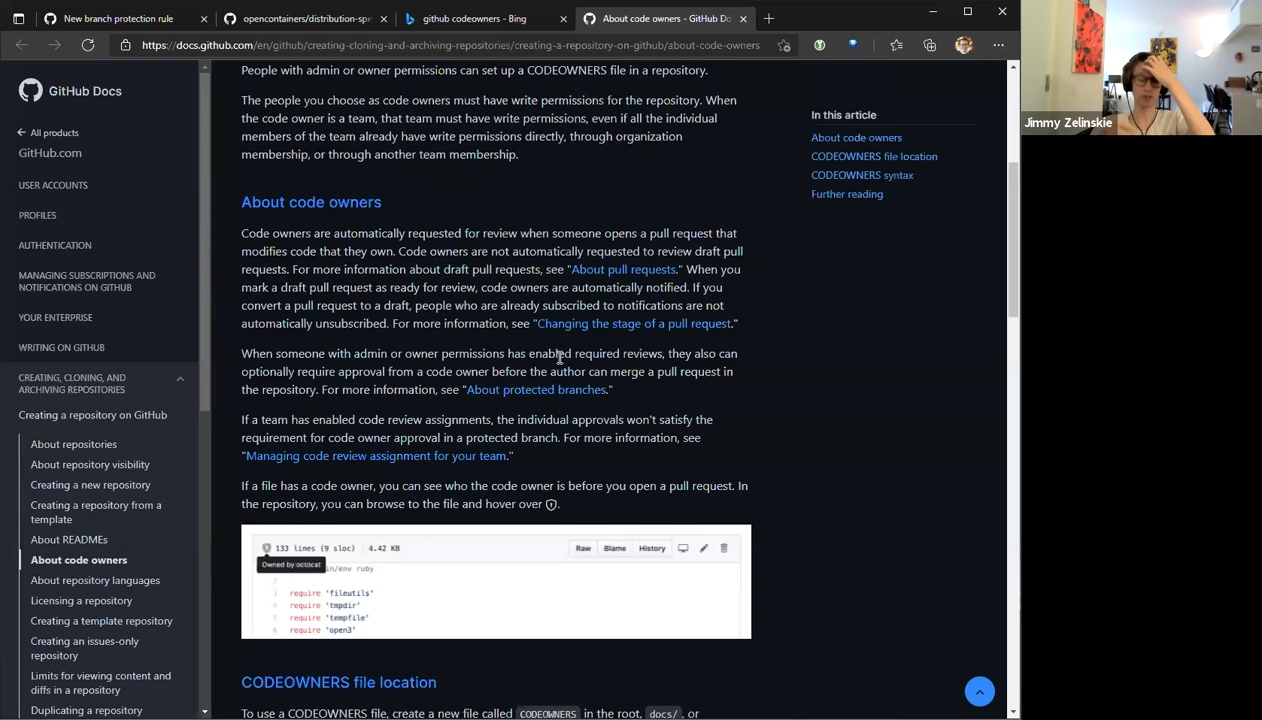 New branch protection rule
opencontainers/distribution-spe
github codeowners - Bing
About code owners - GitHub Do
https://docs.github.com/en/github/creating-cloning-and-archiving-repositories/creating-a-repository-on-github/about-code-owners
GitHub Docs
All products
GitHub.com
USER ACCOUNTS
PROFILES
AUTHENTICATION
MANAGING SUBSCRIPTIONS AND
NOTIFICATIONS ON GITHUB
YOUR ENTERPRISE
WRITING ON GITHUB
CREATING, CLONING, AND
ARCHIVING REPOSITORIES
Creating a repository on GitHub
About repositories
About repository visibility
Creating a new repository
Creating a repository from a
template
About READMEs
About code owners
About repository languages
Licensing a repository
Creating a template repository
Creating an issues-only
repository
Limits for viewing content and
diffs in a repository
Duplicating a repository
People with admin or owner permissions can set up a CODEOWNERS file in a repository.
The people you choose as code owners must have write permissions for the repository. When
the code owner is a team, that team must have write permissions, even if all the individual
members of the team already have write permissions directly, through organization
membership, or through another team membership.
About code owners
Code owners are automatically requested for review when someone opens a pull request that
modifies code that they own. Code owners are not automatically requested to review draft pull
requests. For more information about draft pull requests, see "About pull requests." When you
mark a draft pull request as ready for review, code owners are automatically notified. If you
convert a pull request to a draft, people who are already subscribed to notifications are not
automatically unsubscribed. For more information, see "Changing the stage of a pull request."
When someone with admin or owner permissions has enabled required reviews, they also can
optionally require approval from a code owner before the author can merge a pull request in
the repository. For more information, see "About protected branches."
If a team has enabled code review assignments, the individual approvals won't satisfy the
requirement for code owner approval in a protected branch. For more information, see
"Managing code review assignment for your team."
If a file has a code owner, you can see who the code owner is before you open a pull request. In
the repository, you can browse to the file and hover over .
133 lines (9 sloc) 4.42 KB
Raw Blame History
Owned by octocat
in/env ruby
2
3 require 'fileutils'
4 require 'tmpdir'
5 require 'tempfile'
6 require 'open3'
CODEOWNERS file location
To use a CODEOWNERS file, create a new file called CODEOWNERS in the root, docs/, or
In this article
About code owners
CODEOWNERS file location
CODEOWNERS syntax
Further reading
Jimmy Zelinskie